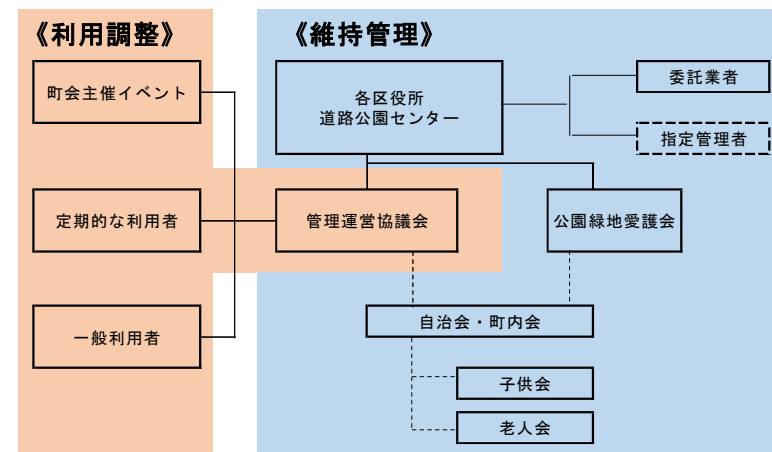 《利用調整》
《維持管理》
町会主催イベント
定期的な利用者
一般利用者
各区役所
道路公園センター
委託業者
指定管理者
管理運営協議会
公園緑地愛護会
自治会・町内会
子供会
老人会